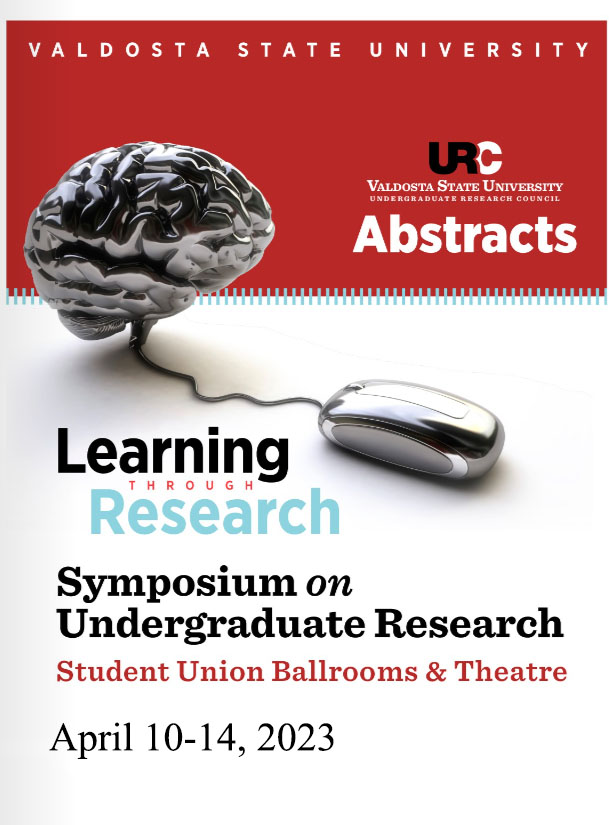 VALDOSTA STATE UNIVERSITY
URC
VALDOSTA STATE UNIVERSITY
UNDERGRADUATE RESEARCH COUNCIL
Abstracts
Learning
THROUGH
Research
Symposium on
Undergraduate Research
Student Union Ballrooms & Theatre
April 10-14, 2023